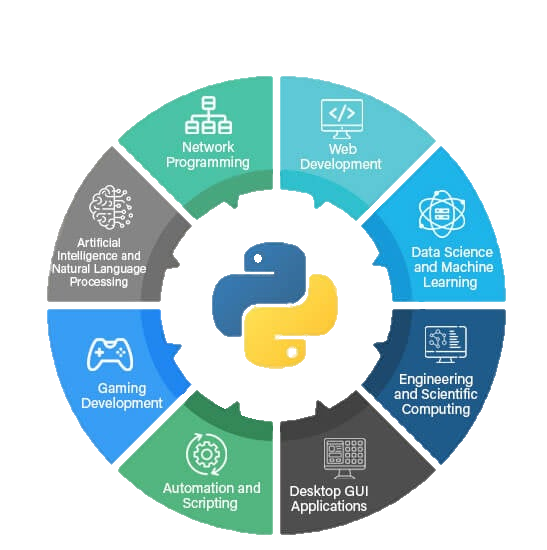 Network
Programming
</>
Web
Development
Artificial
Intelligence and
Natural Language
Processing
Data Science
and Machine
Learning
Gaming
Development
Engineering
and Scientific
Computing
Automation and
Scripting
Desktop GUI
Applications